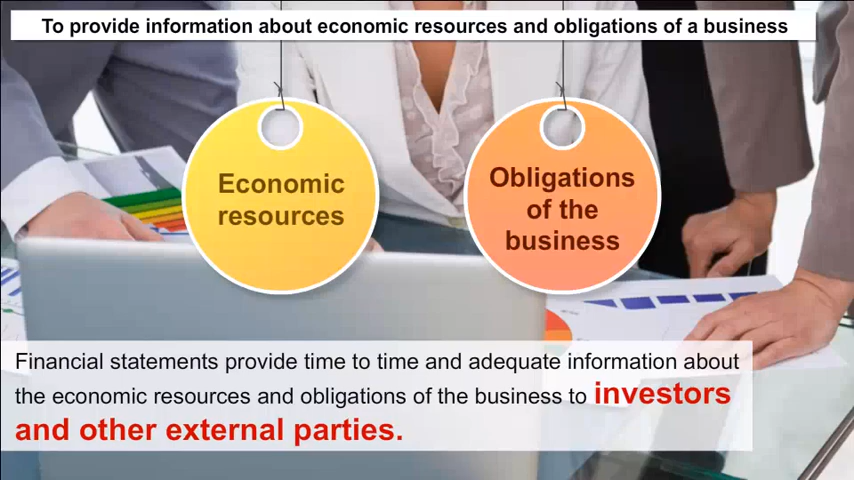 To provide information about economic resources and obligations of a business
Economic
resources
Obligations
of the
business
Financial statements provide time to time and adequate information about
the economic resources and obligations of the business to investors
and other external parties.